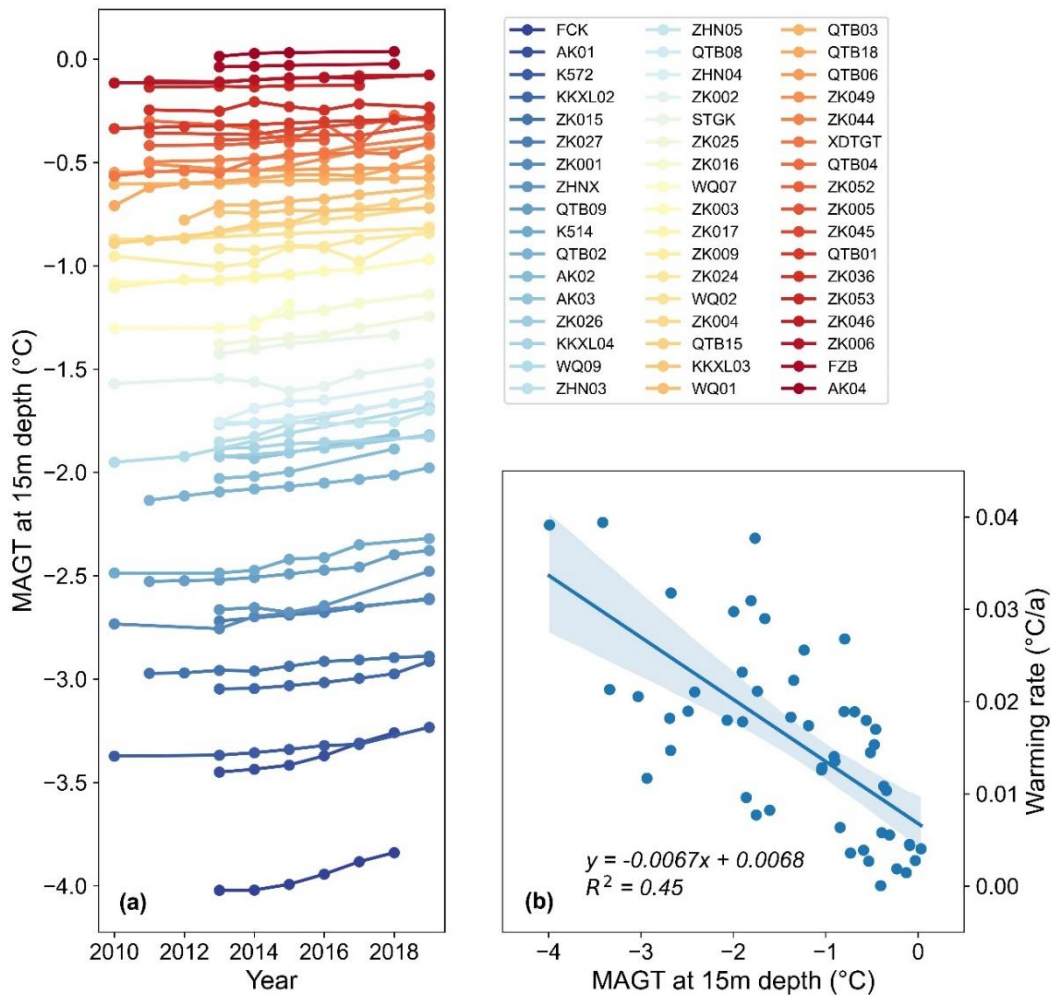 0.0
−0.5
−1.0
−1.5
−2.0
−2.5
−3.0
−3.5
−4.0
MAGT at 15m depth (°C)
(a)
2010 2012 2014 2016 2018
Year
FCK
AK01
K572
KKXL02
ZK015
ZK027
ZK001
ZHNX
QTB09
K514
QTB02
AK02
AK03
ZK026
KKXL04
WQ09
ZHN03
ZHN05
QTB08
ZHN04
ZK002
STGK
ZK025
ZK016
WQ07
ZK003
ZK017
ZK009
ZK024
WQ02
ZK004
QTB15
KKXL03
WQ01
QTB03
QTB18
QTB06
ZK049
ZK044
XDTGT
QTB04
ZK052
ZK005
ZK045
QTB01
ZK036
ZK053
ZK046
ZK006
FZB
AK04
y = -0.0067x + 0.0068
R² = 0.45
(b)
−4 −3 −2 −1 0
MAGT at 15m depth (°C)
0.04
0.03
0.02
0.01
0.00
Warming rate (°C/a)